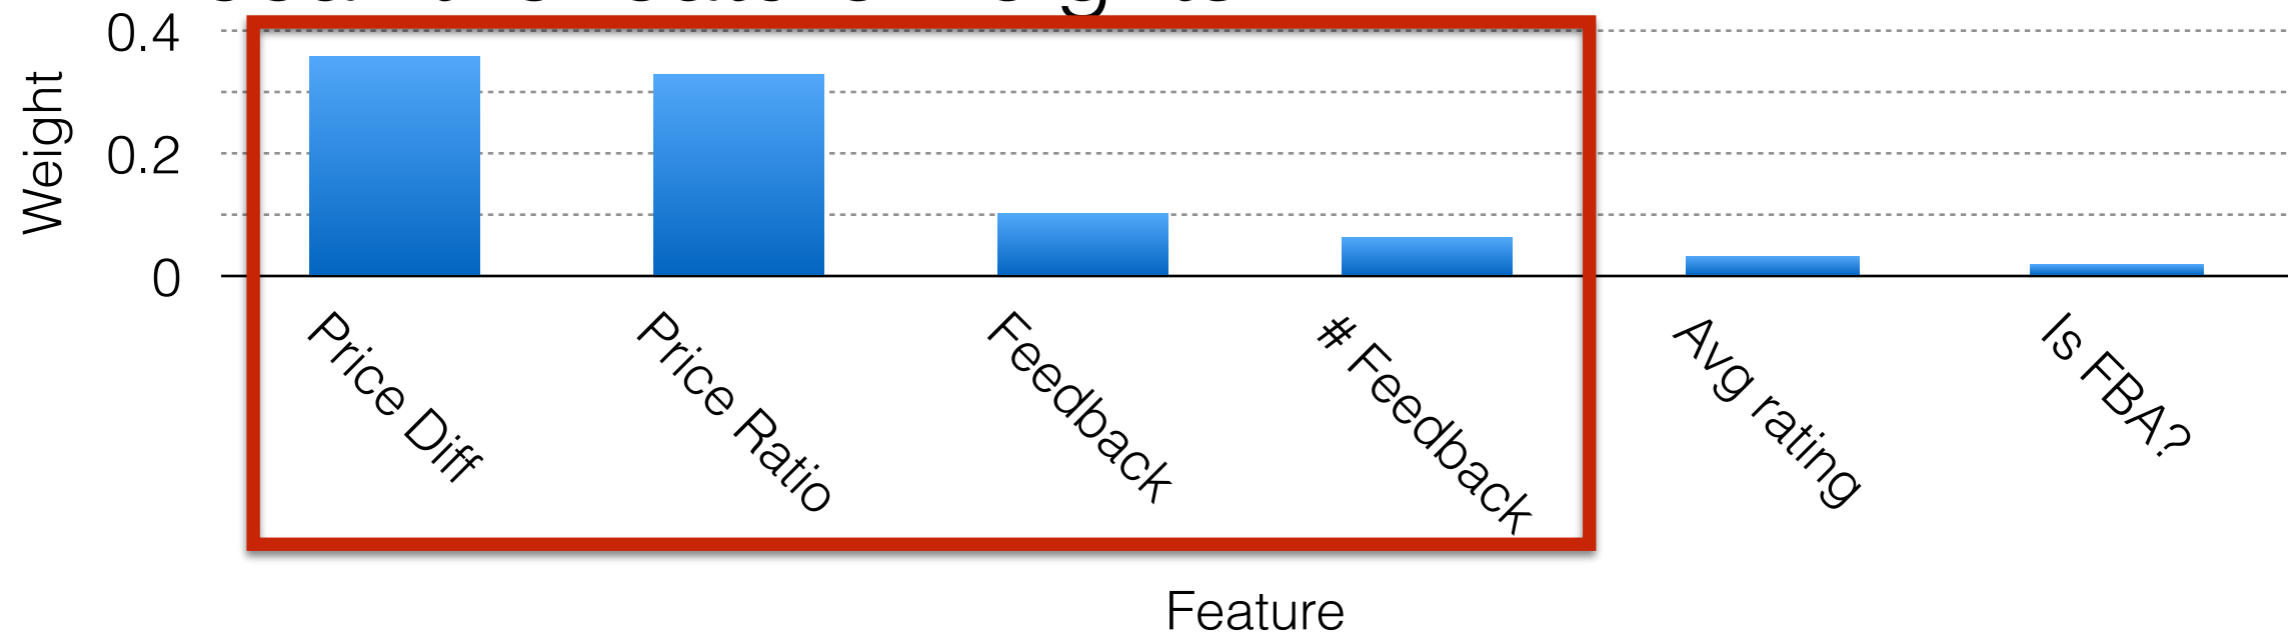 0.4
0.2
0
Weight
Price Diff
Price Ratio
Feedback
# Feedback
Avg rating
Is FBA?
Feature